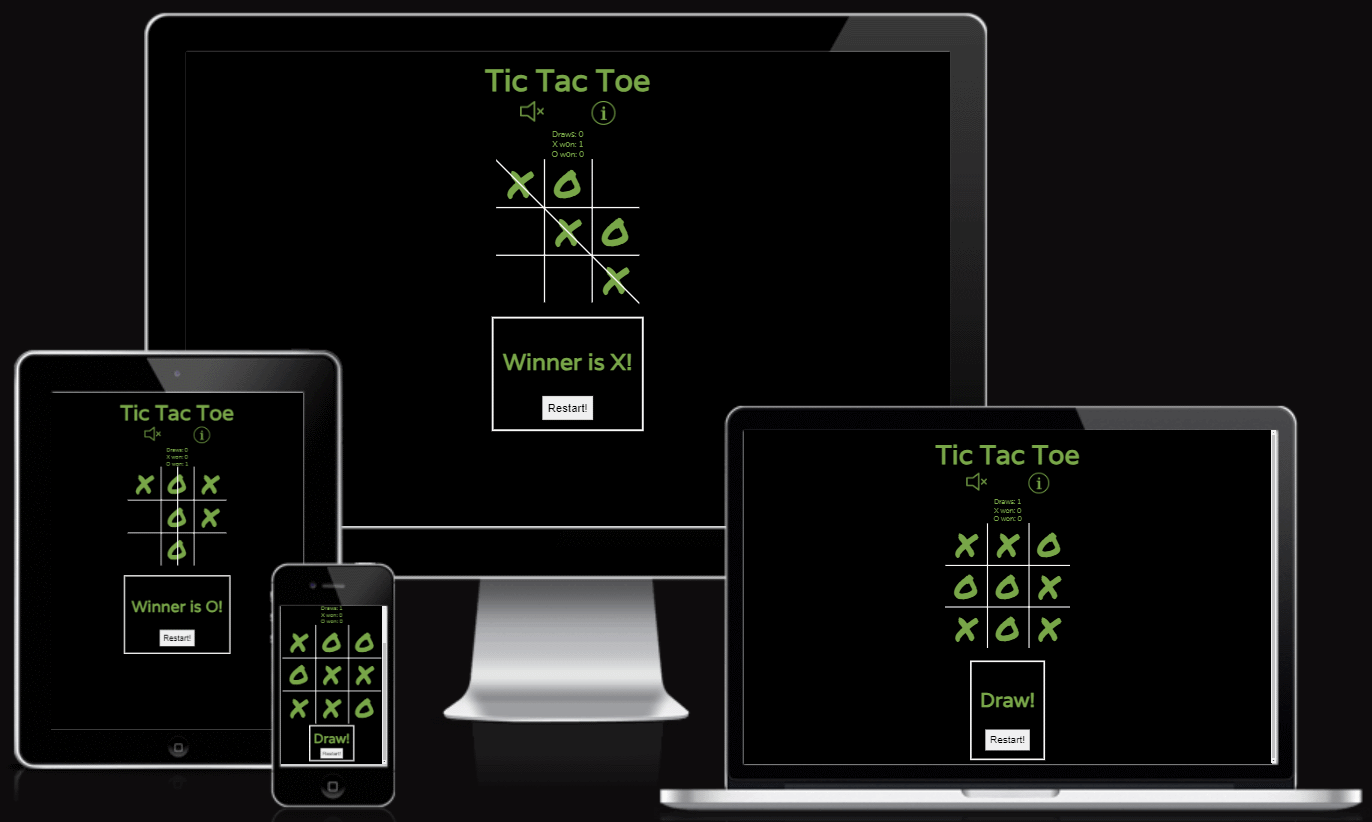 Tic Tac Toe
Draws: 0
X won: 1
O won: 0
X O
X O
X
Winner is X!
Restart!
Tic Tac Toe
Draws: 0
X won: 0
O won: 1
X O X
O X
O
Winner is O!
Restart!
Draws: 1
X won: 0
O won: 0
X O O
O X X
X X O
Draw!
Restart!
Tic Tac Toe
Draws: 1
X won: 0
O won: 0
X X O
O O X
X O X
Draw!
Restart!